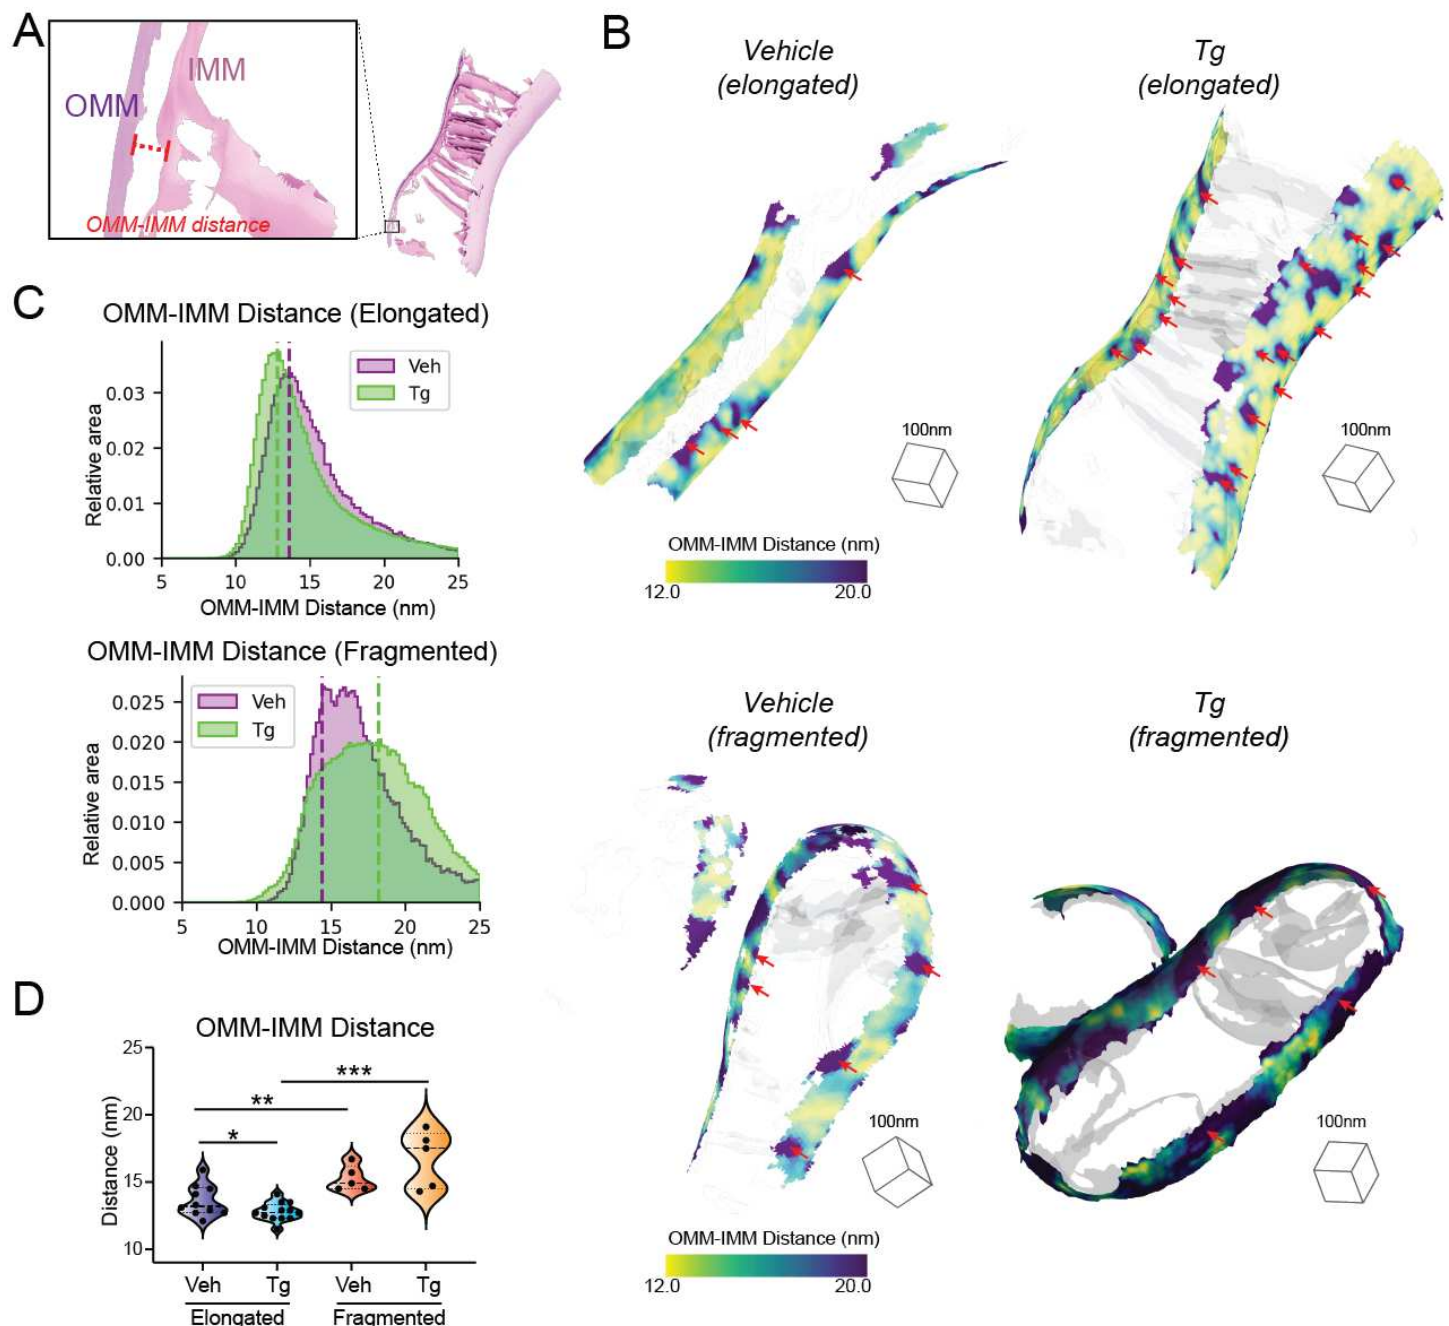 A
OMM
IMM
OMM-IMM distance
B
Vehicle
(elongated)
Tg
(elongated)
100nm
100nm
OMM-IMM Distance (nm)
12.0
20.0
Vehicle
(fragmented)
Tg
(fragmented)
100nm
100nm
OMM-IMM Distance (nm)
12.0
20.0
C
OMM-IMM Distance (Elongated)
Veh
Tg
Relative area
0.03
0.02
0.01
0.00
5 10 15 20 25
OMM-IMM Distance (nm)
OMM-IMM Distance (Fragmented)
Veh
Tg
Relative area
0.025
0.020
0.015
0.010
0.005
0.000
5 10 15 20 25
OMM-IMM Distance (nm)
D
OMM-IMM Distance
Distance (nm)
25
20
15
10
***
**
*
Veh Tg Veh Tg
Elongated Fragmented